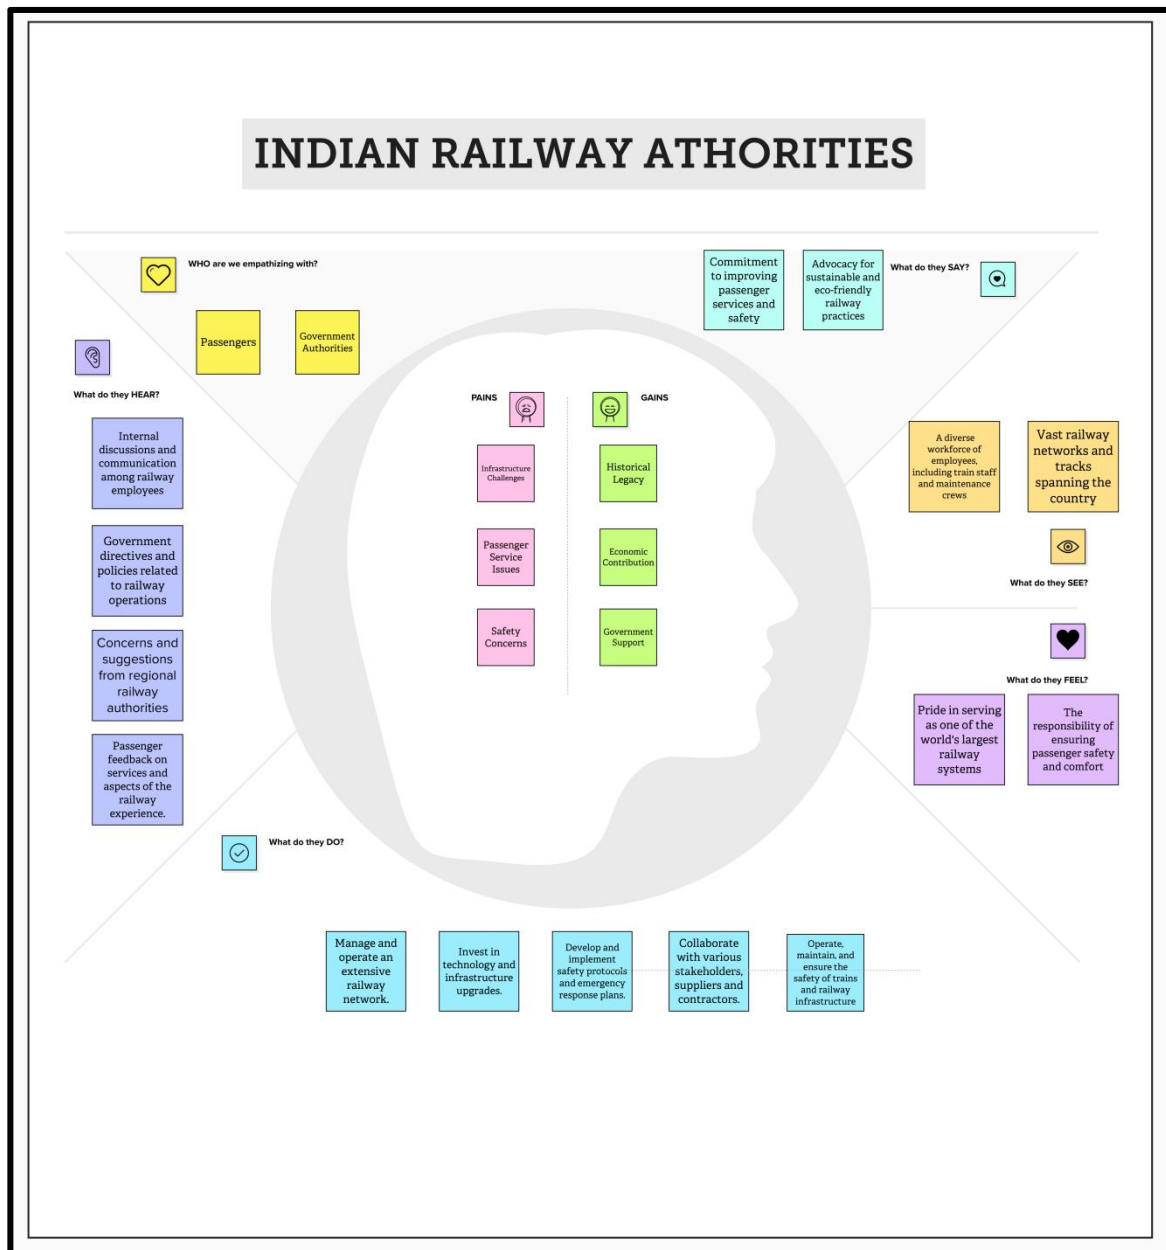 INDIAN RAILWAY ATHORITIES
WHO are we empathizing with?
Passengers
Government
Authorities
What do they HEAR?
Internal
discussions and
communication
among railway
employees
Government
directives and
policies related
to railway
operations
Concerns and
suggestions
from regional
railway
authorities
Passenger
feedback on
services and
aspects of the
railway
experience.
Commitment
to improving
passenger
services and
safety
Advocacy for
sustainable and
eco-friendly
railway
practices
What do they SAY?
PAINS
Infrastructure
Challenges
Passenger
Service
Issues
Safety
Concerns
GAINS
Historical
Legacy
Economic
Contribution
Government
Support
A diverse
workforce of
employees,
including train staff
and maintenance
crews
Vast railway
networks and
tracks
spanning the
country
What do they SEE?
What do they FEEL?
Pride in serving
as one of the
world's largest
railway
systems
The
responsibility of
ensuring
passenger safety
and comfort
What do they DO?
Manage and
operate an
extensive
railway
network.
Invest in
technology and
infrastructure
upgrades.
Develop and
implement
safety protocols
and emergency
response plans.
Collaborate
with various
stakeholders,
suppliers and
contractors.
Operate,
maintain, and
ensure the
safety of trains
and railway
infrastructure